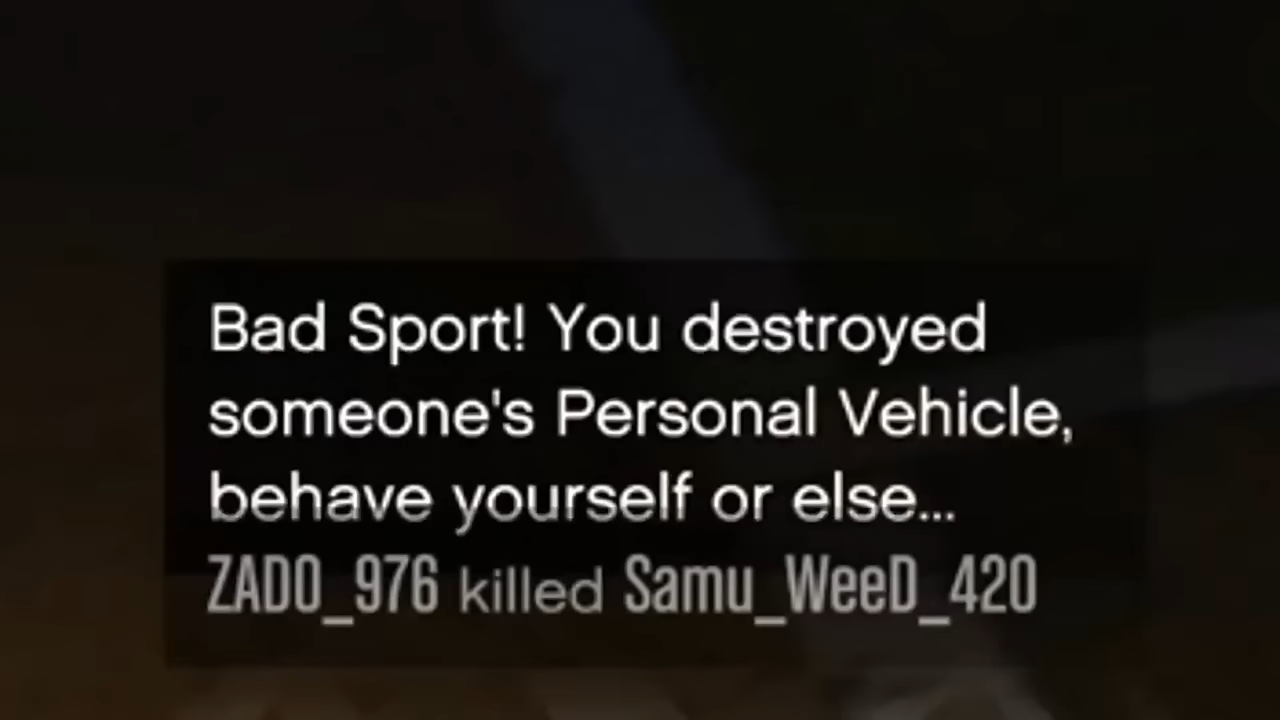 Bad Sport! You destroyed
someone's Personal Vehicle,
behave yourself or else...
ZADO_976 killed Samu_WeeD_420